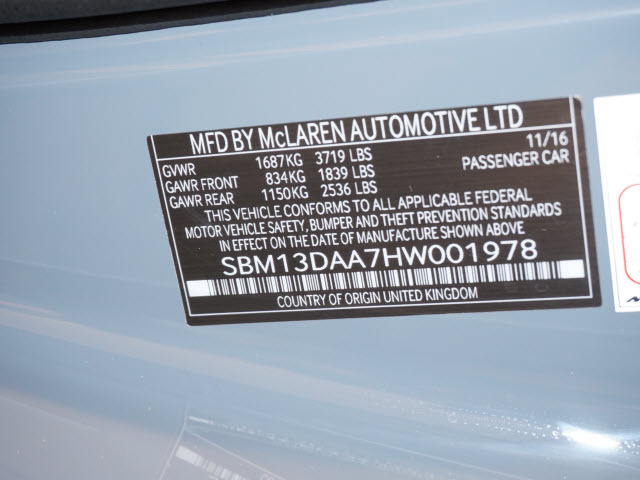 MFD BY McLAREN AUTOMOTIVE LTD
GVWR 1687KG 3719 LBS 11/16
GAWR FRONT 834KG 1839 LBS PASSENGER CAR
GAWR REAR 1150KG 2536 LBS
THIS VEHICLE CONFORMS TO ALL APPLICABLE FEDERAL
MOTOR VEHICLE SAFETY, BUMPER AND THEFT PREVENTION STANDARDS
IN EFFECT ON THE DATE OF MANUFACTURE SHOWN ABOVE
SBM13DAA7HW001978
COUNTRY OF ORIGIN UNITED KINGDOM